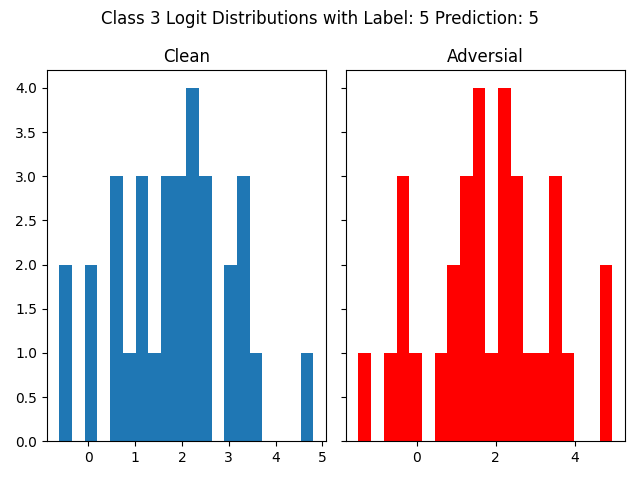 Class 3 Logit Distributions with Label: 5 Prediction: 5
Clean
Adversial
4.0
3.5
3.0
2.5
2.0
1.5
1.0
0.5
0.0
0 1 2 3 4 5
0 2 4